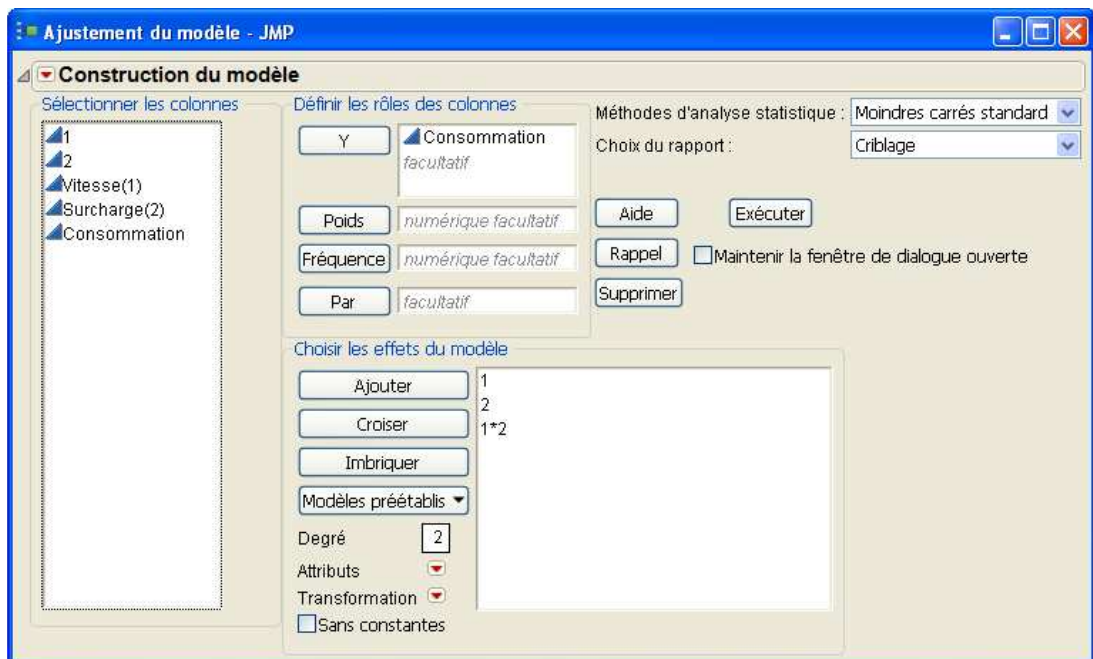 Ajustement du modèle - JMP
Construction du modèle
Sélectionner les colonnes
1
2
Vitesse(1)
Surcharge(2)
Consommation
Définir les rôles des colonnes
Y
Consommation
facultatif
Poids
numérique facultatif
Fréquence
numérique facultatif
Par
facultatif
Méthodes d'analyse statistique :
Moindres carrés standard
Choix du rapport :
Criblage
Aide
Exécuter
Rappel
Maintenir la fenêtre de dialogue ouverte
Supprimer
Choisir les effets du modèle
Ajouter
Croiser
Imbriquer
Modèles préétablis
Degré
2
Attributs
Transformation
Sans constantes
1
2
1*2